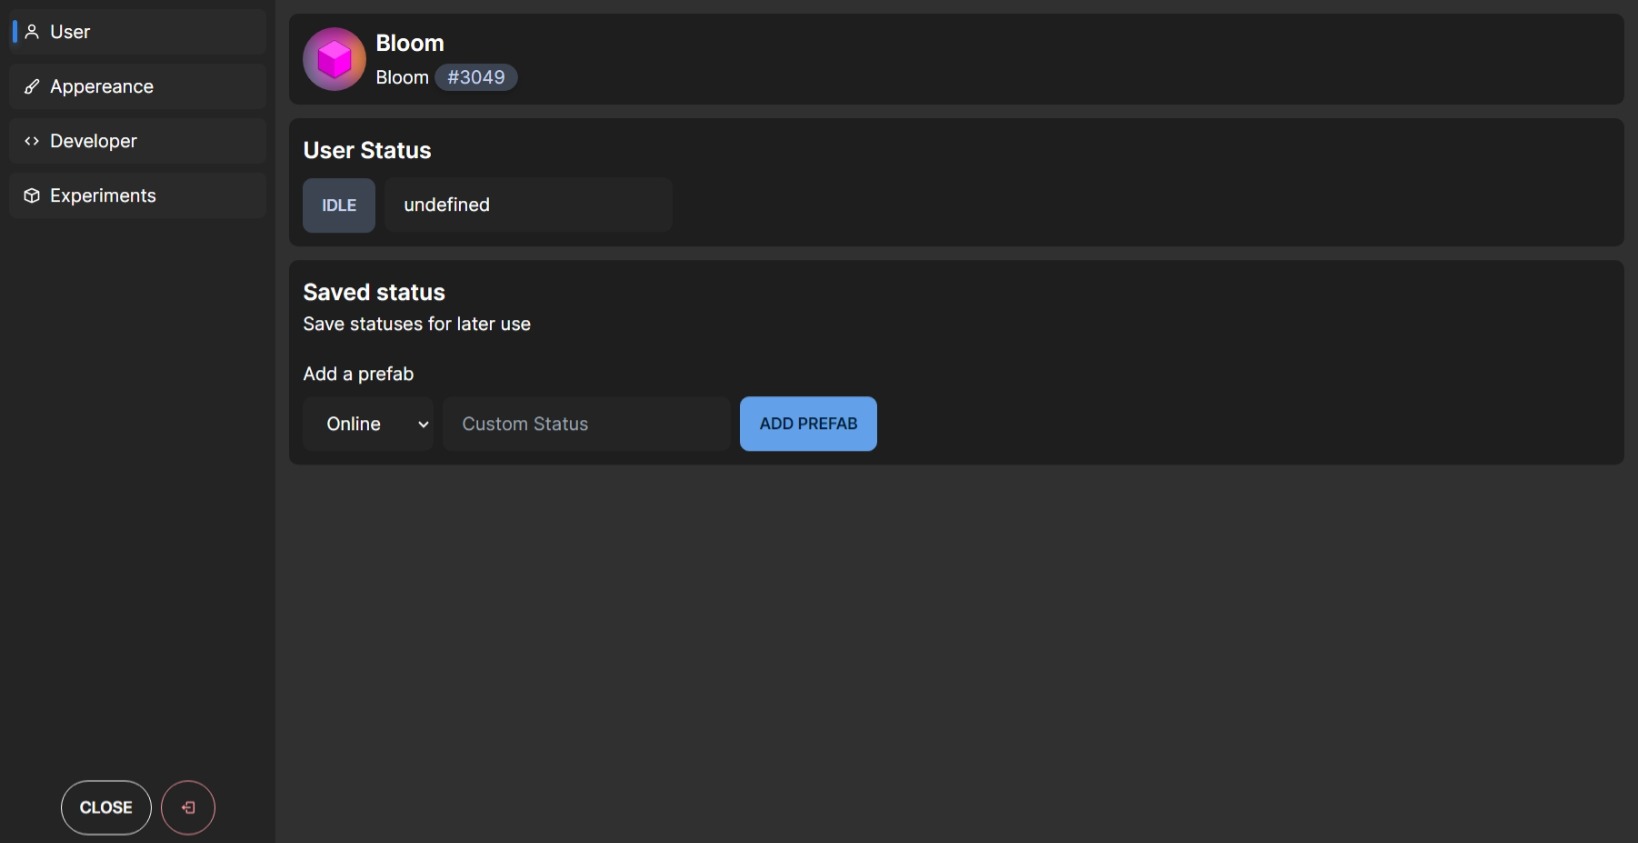 User
Appereance
Developer
Experiments
CLOSE
Bloom
Bloom #3049
User Status
IDLE undefined
Saved status
Save statuses for later use
Add a prefab
Online Custom Status ADD PREFAB